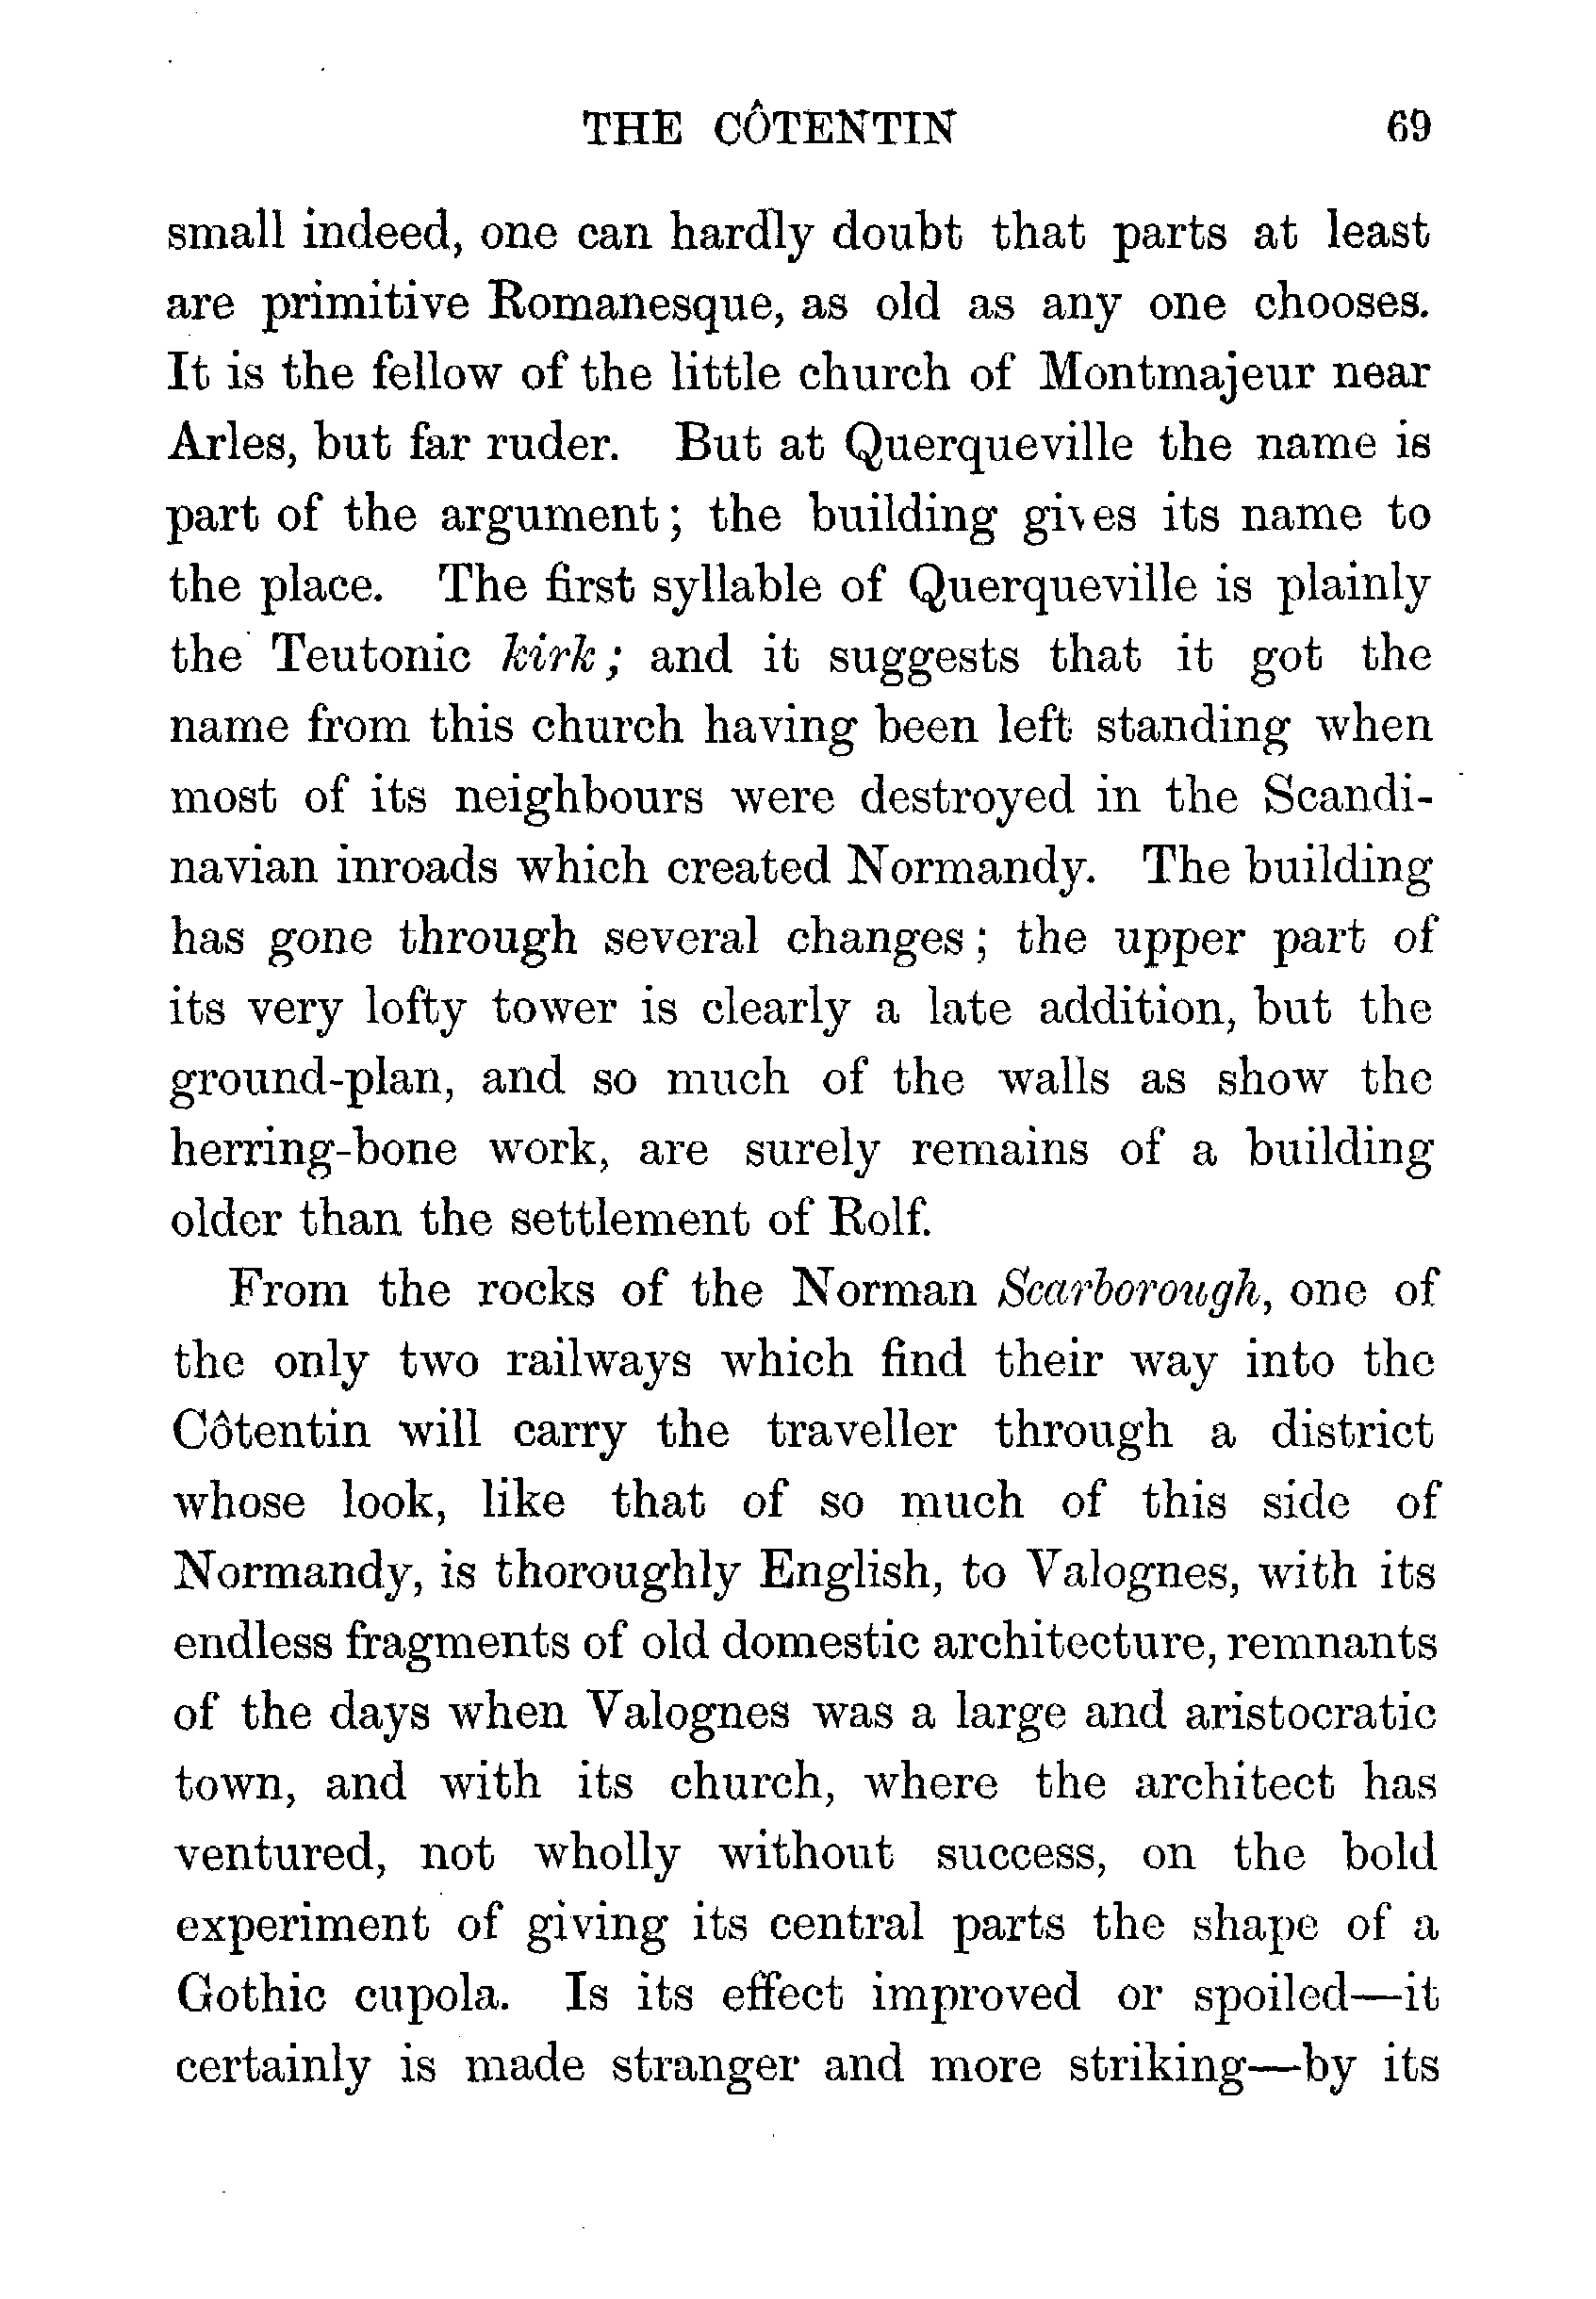 THE CÔTENTIN 69
small indeed, one can hardly doubt that parts at least
are primitive Romanesque, as old as any one chooses.
It is the fellow of the little church of Montmajeur near
Arles, but far ruder. But at Querqueville the name is
part of the argument; the building gives its name to
the place. The first syllable of Querqueville is plainly
the Teutonic kirk; and it suggests that it got the
name from this church having been left standing when
most of its neighbours were destroyed in the Scandi-
navian inroads which created Normandy. The building
has gone through several changes; the upper part of
its very lofty tower is clearly a late addition, but the
ground-plan, and so much of the walls as show the
herring-bone work, are surely remains of a building
older than the settlement of Rolf.
From the rocks of the Norman Scarborough, one of
the only two railways which find their way into the
Côtentin will carry the traveller through a district
whose look, like that of so much of this side of
Normandy, is thoroughly English, to Valognes, with its
endless fragments of old domestic architecture, remnants
of the days when Valognes was a large and aristocratic
town, and with its church, where the architect has
ventured, not wholly without success, on the bold
experiment of giving its central parts the shape of a
Gothic cupola. Is its effect improved or spoiled—it
certainly is made stranger and more striking—by its